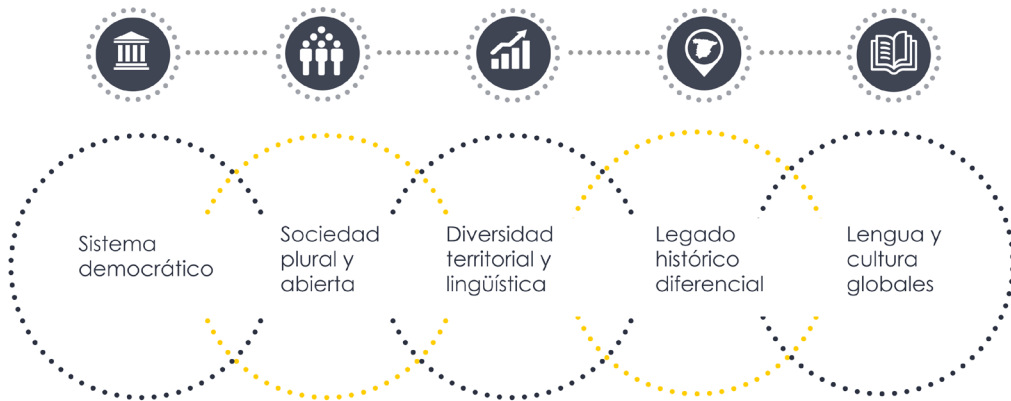 Sistema
democrático
Sociedad
plural y
abierta
Diversidad
territorial y
lingüística
Legado
histórico
diferencial
Lengua y
cultura
globales